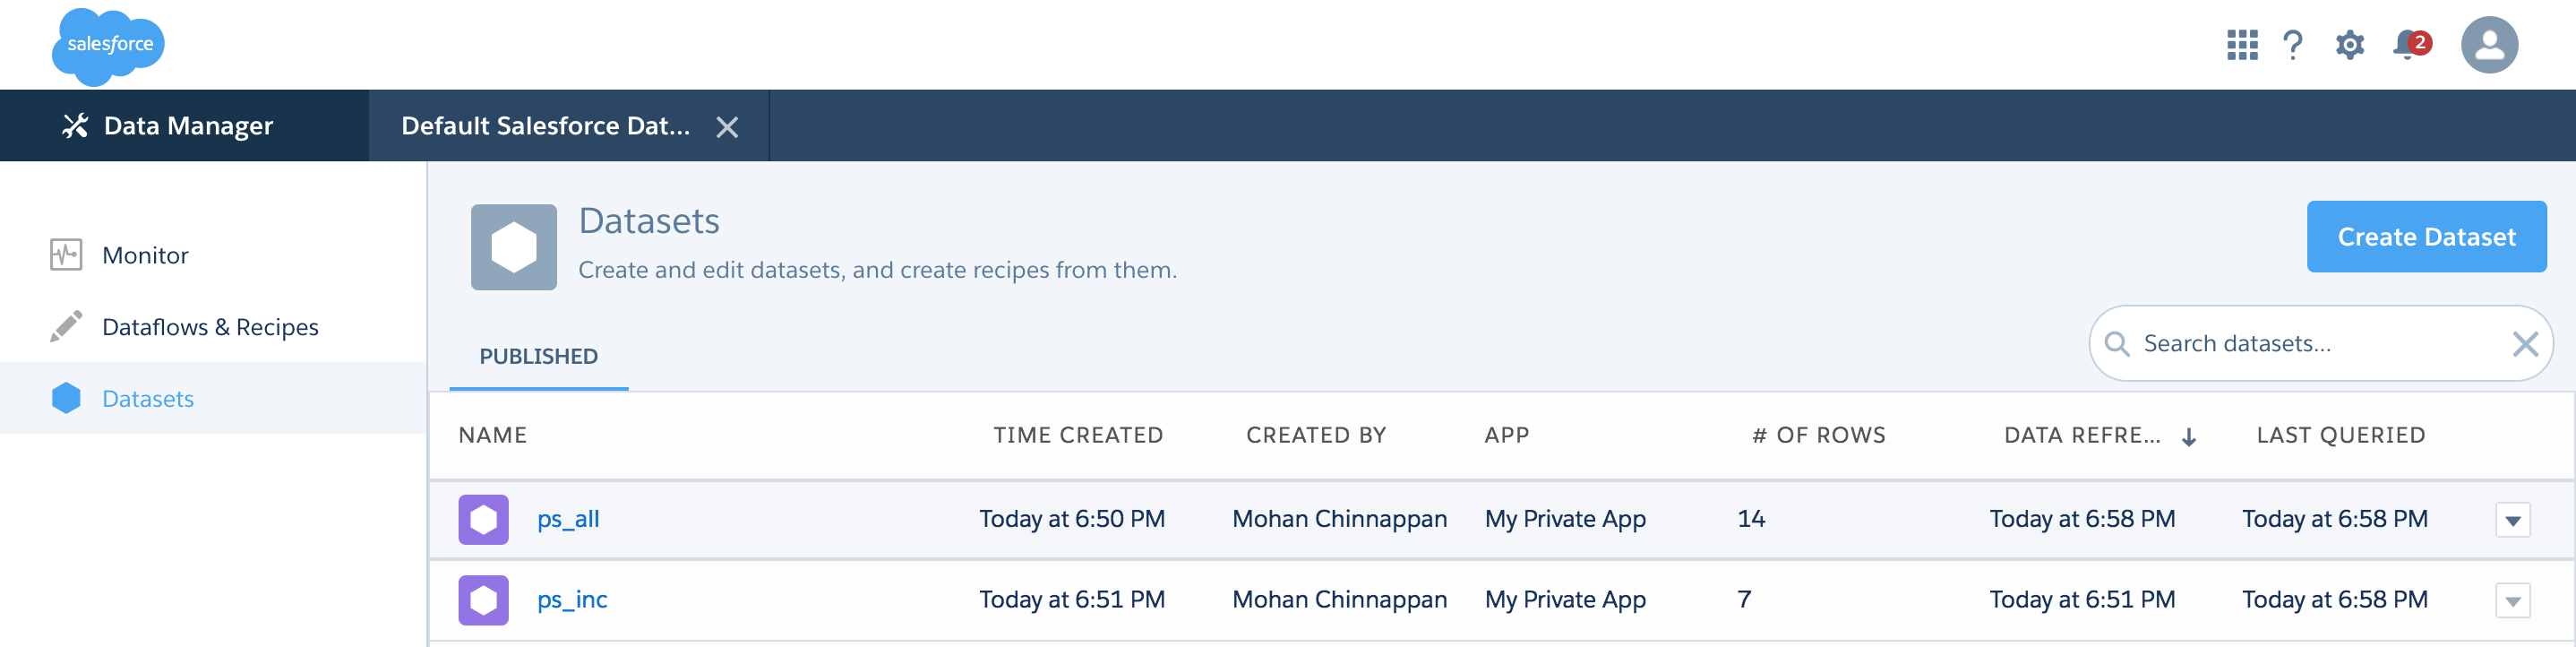 salesforce
2
Data Manager
Default Salesforce Dat...
Monitor
Dataflows & Recipes
Datasets
Datasets
Create and edit datasets, and create recipes from them.
Create Dataset
PUBLISHED
Search datasets...
NAME TIME CREATED CREATED BY APP # OF ROWS DATA REFRE... LAST QUERIED
ps_all Today at 6:50 PM Mohan Chinnappan My Private App 14 Today at 6:58 PM Today at 6:58 PM
ps_inc Today at 6:51 PM Mohan Chinnappan My Private App 7 Today at 6:51 PM Today at 6:58 PM